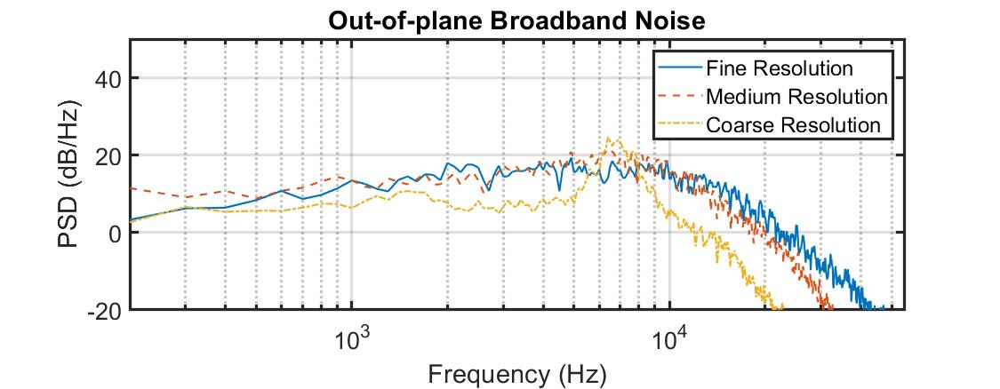 Out-of-plane Broadband Noise
PSD (dB/Hz)
40
20
0
-20
Fine Resolution
Medium Resolution
Coarse Resolution
10³
10⁴
Frequency (Hz)